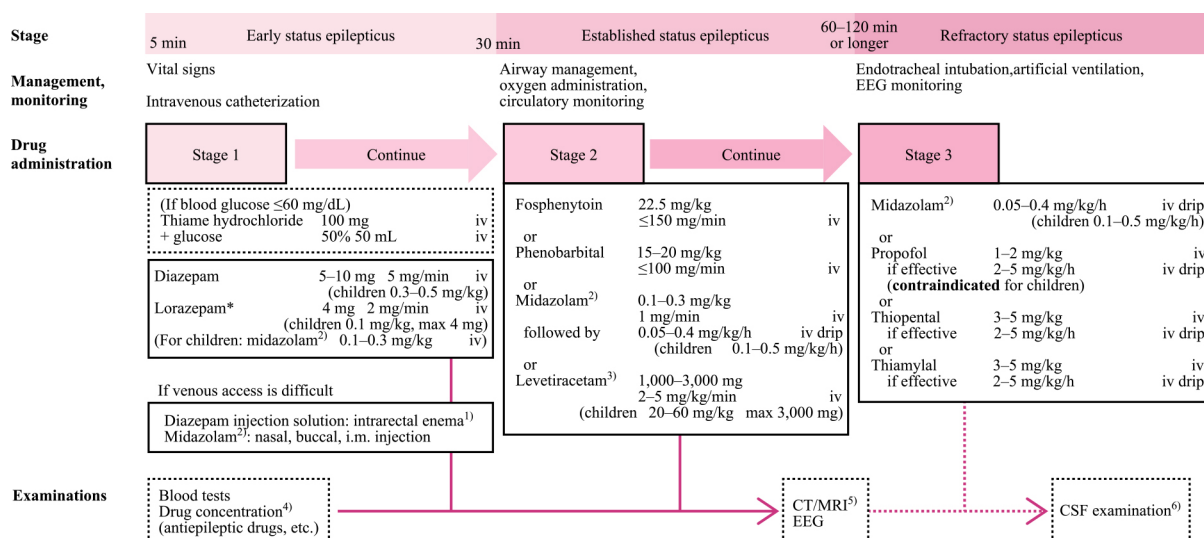 Stage
5 min
Early status epilepticus
30 min
Established status epilepticus
60–120 min
or longer
Refractory status epilepticus
Management,
monitoring
Vital signs
Intravenous catheterization
Airway management,
oxygen administration,
circulatory monitoring
Endotracheal intubation,artificial ventilation,
EEG monitoring
Drug
administration
Stage 1
Continue
Stage 2
Continue
Stage 3
(If blood glucose ≤60 mg/dL)
Thiame hydrochloride 100 mg iv
+ glucose 50% 50 mL iv
Diazepam 5–10 mg 5 mg/min iv
(children 0.3–0.5 mg/kg)
Lorazepam* 4 mg 2 mg/min iv
(children 0.1 mg/kg, max 4 mg)
(For children: midazolam2) 0.1–0.3 mg/kg iv)
If venous access is difficult
Diazepam injection solution: intrarectal enema1)
Midazolam2): nasal, buccal, i.m. injection
Fosphenytoin 22.5 mg/kg
≤150 mg/min iv
or
Phenobarbital 15–20 mg/kg
≤100 mg/min iv
or
Midazolam2) 0.1–0.3 mg/kg
1 mg/min iv
followed by 0.05–0.4 mg/kg/h iv drip
(children 0.1–0.5 mg/kg/h)
or
Levetiracetam3) 1,000–3,000 mg
2–5 mg/kg/min iv
(children 20–60 mg/kg max 3,000 mg)
Midazolam2) 0.05–0.4 mg/kg/h iv drip
(children 0.1–0.5 mg/kg/h)
or
Propofol 1–2 mg/kg iv
if effective 2–5 mg/kg/h iv drip
(contraindicated for children)
or
Thiopental 3–5 mg/kg iv
if effective 2–5 mg/kg/h iv drip
or
Thiamylal 3–5 mg/kg iv
if effective 2–5 mg/kg/h iv drip
Examinations
Blood tests
Drug concentration4)
(antiepileptic drugs, etc.)
CT/MRI5)
EEG
CSF examination6)